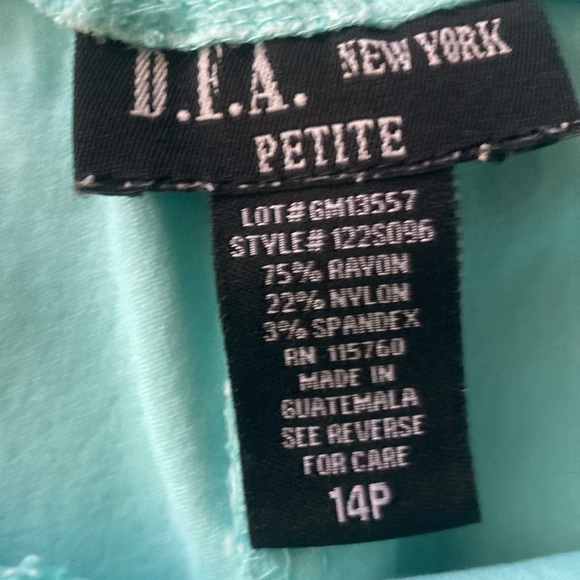 D.F.A. NEW YORK
PETITE
LOT# GM13557
STYLE# 122S096
75% RAYON
22% NYLON
3% SPANDEX
RN 115760
MADE IN
GUATEMALA
SEE REVERSE
FOR CARE
14P